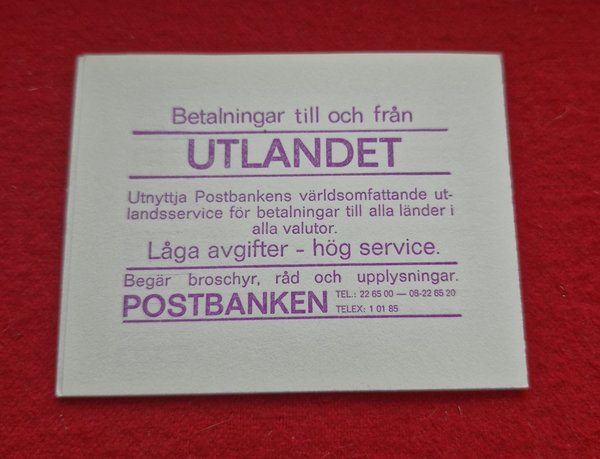 Betalningar till och från
UTLANDET
Utnyttja Postbankens världsomfattande ut-
landsservice för betalningar till alla länder i
alla valutor.
Låga avgifter - hög service.
Begär broschyr, råd och upplysningar.
POSTBANKEN TEL.: 22 65 00 — 08-22 65 20
TELEX: 1 01 85